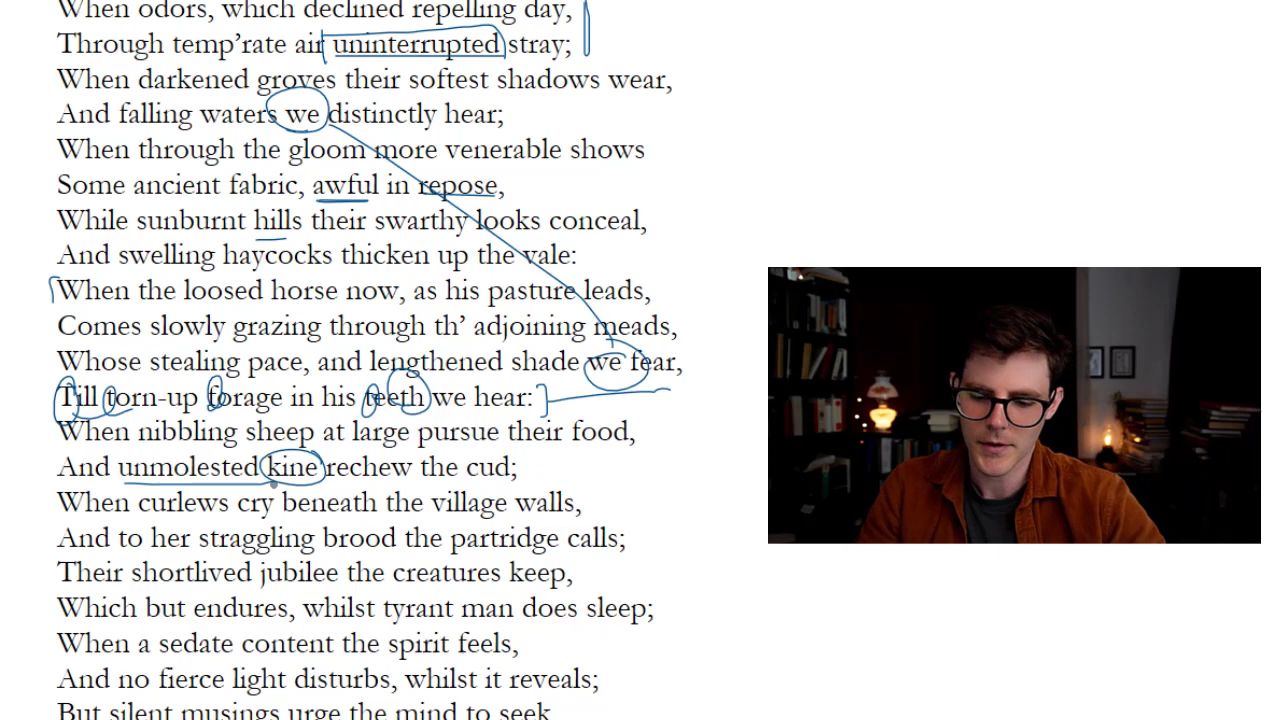 When odors, which declined repelling day,
Through temp'rate air uninterrupted stray;
When darkened groves their softest shadows wear,
And falling waters we distinctly hear;
When through the gloom more venerable shows
Some ancient fabric, awful in repose,
While sunburnt hills their swarthy looks conceal,
And swelling haycocks thicken up the vale:
When the loosed horse now, as his pasture leads,
Comes slowly grazing through th' adjoining meads,
Whose stealing pace, and lengthened shade we fear,
Till torn-up forage in his teeth we hear:
When nibbling sheep at large pursue their food,
And unmolested kine rechew the cud;
When curlews cry beneath the village walls,
And to her straggling brood the partridge calls;
Their shortlived jubilee the creatures keep,
Which but endures, whilst tyrant man does sleep;
When a sedate content the spirit feels,
And no fierce light disturbs, whilst it reveals;
But silent musings urge the mind to seek